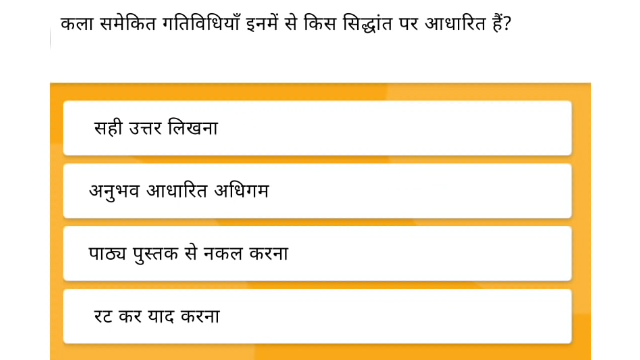 कला समेकित गतिविधियाँ इनमें से किस सिद्धांत पर आधारित हैं?
सही उत्तर लिखना
अनुभव आधारित अधिगम
पाठ्य पुस्तक से नकल करना
रट कर याद करना